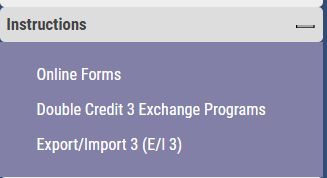 Instructions
Online Forms
Double Credit 3 Exchange Programs
Export/Import 3 (E/I 3)